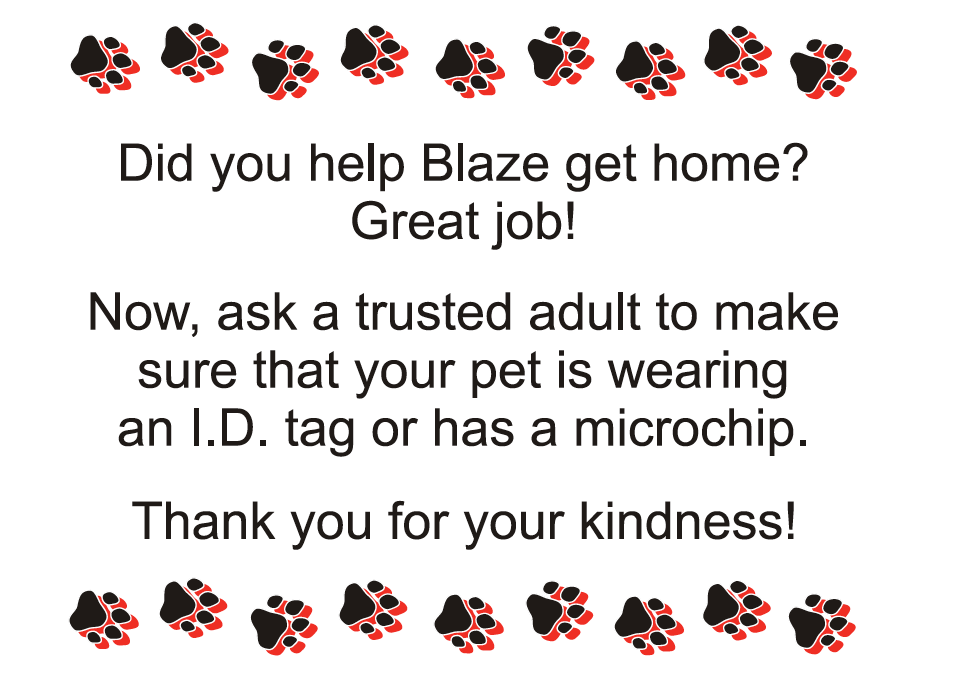 Did you help Blaze get home?
Great job!
Now, ask a trusted adult to make
sure that your pet is wearing
an I.D. tag or has a microchip.
Thank you for your kindness!